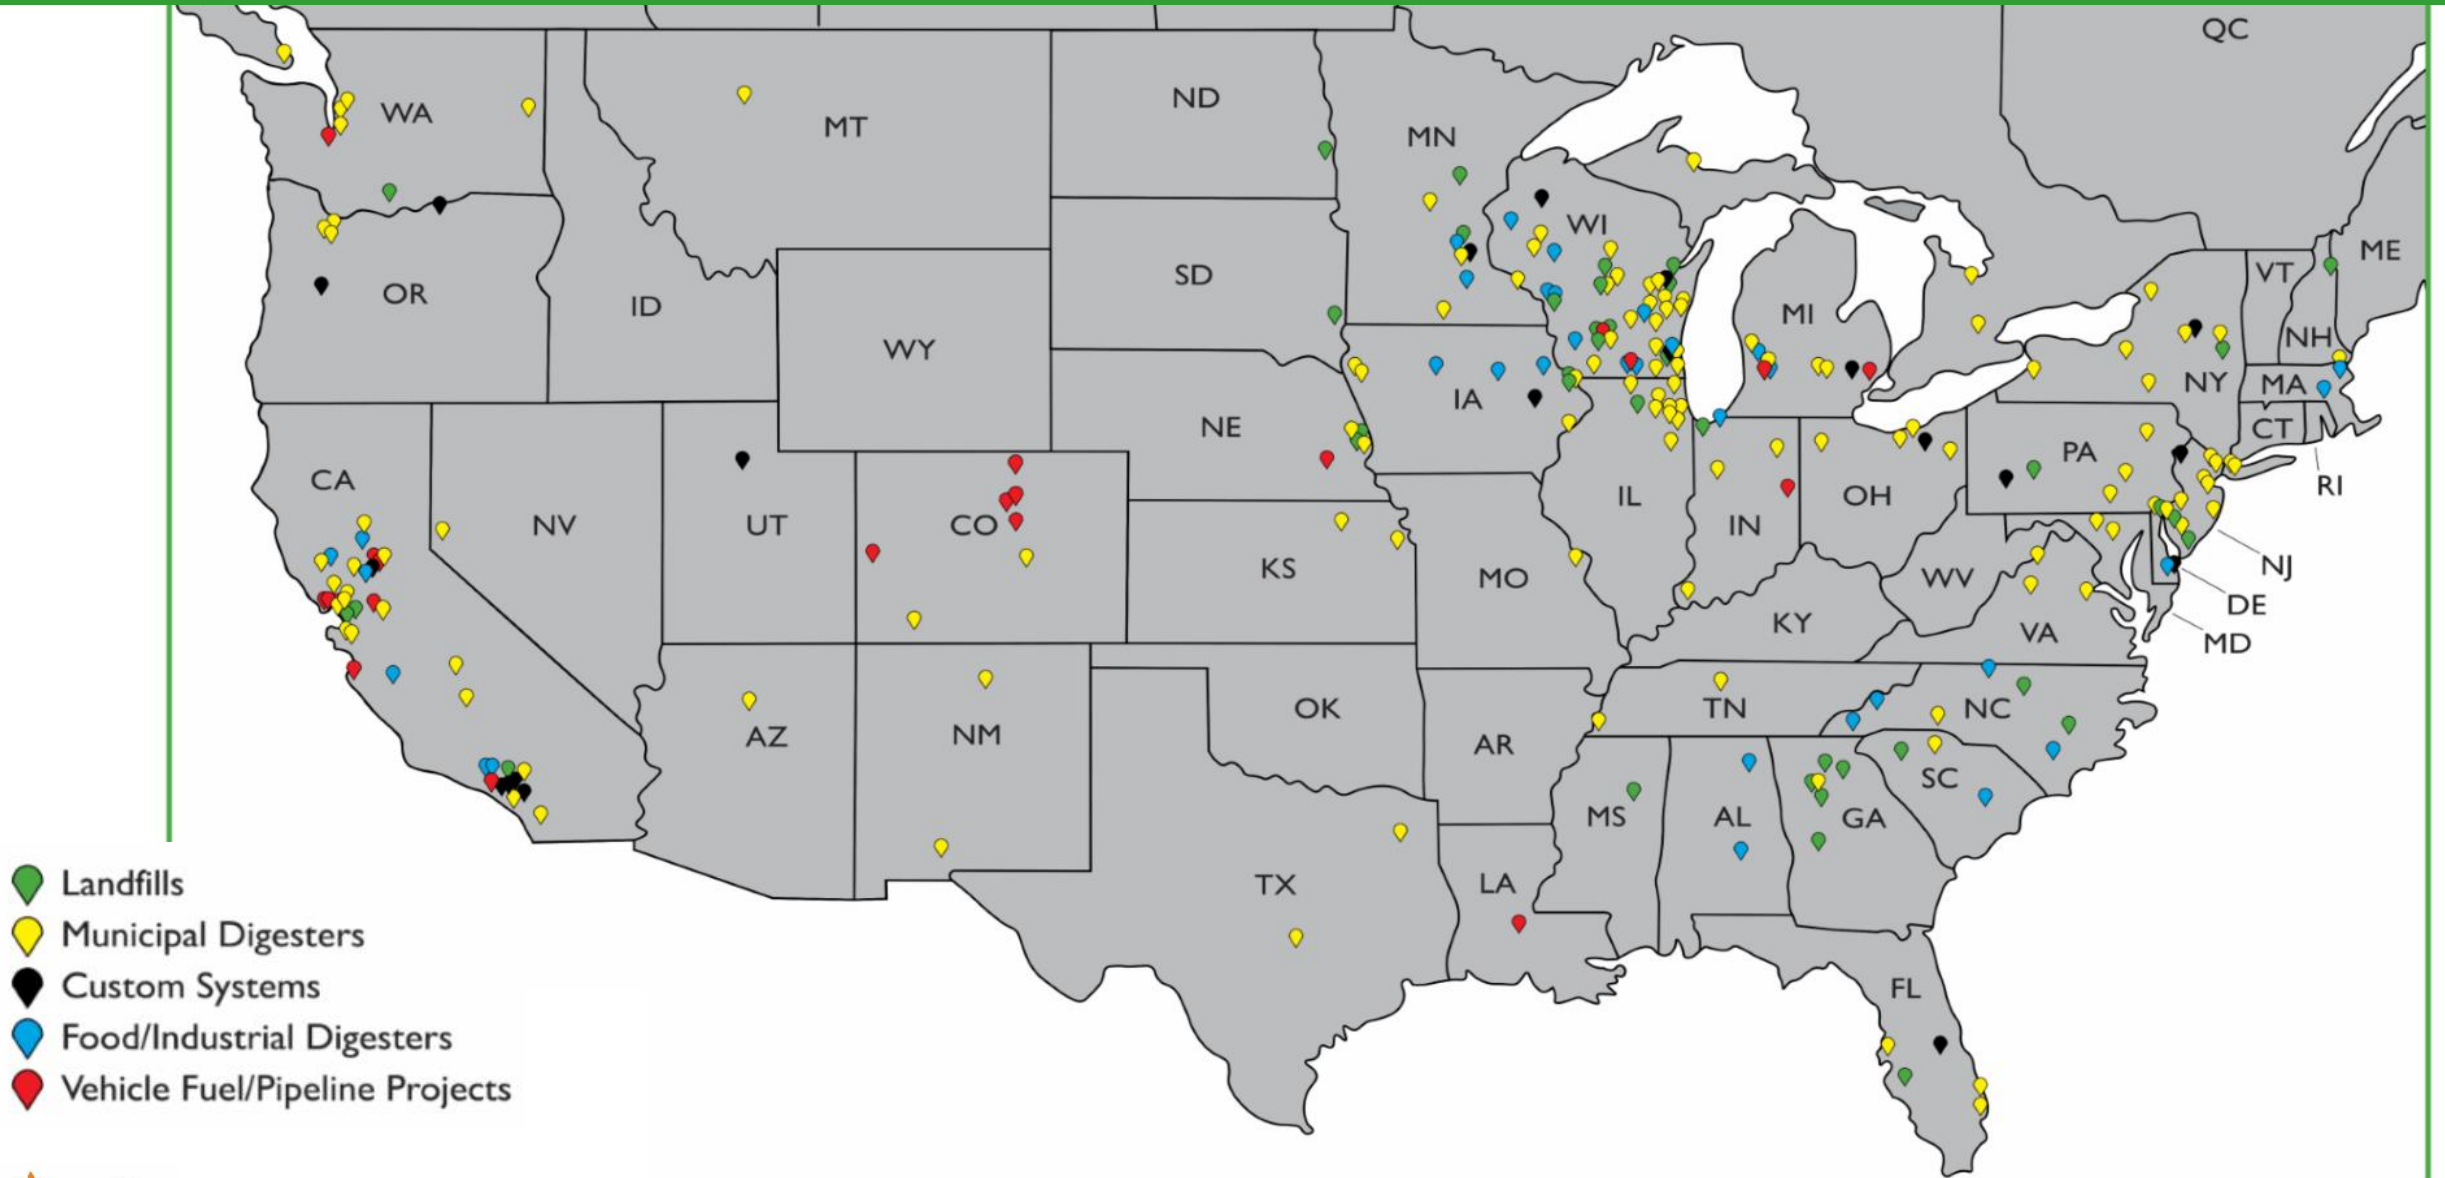 QC
WA
MT
ND
MN
ME
VT
WI
OR
ID
SD
MI
NH
WY
NY
MA
IA
NE
CT
CA
PA
RI
NV
UT
CO
IL
IN
OH
KS
MO
NJ
WV
DE
KY
VA
MD
OK
TN
NC
AZ
NM
AR
SC
MS
AL
GA
TX
LA
FL
Landfills
Municipal Digesters
Custom Systems
Food/Industrial Digesters
Vehicle Fuel/Pipeline Projects